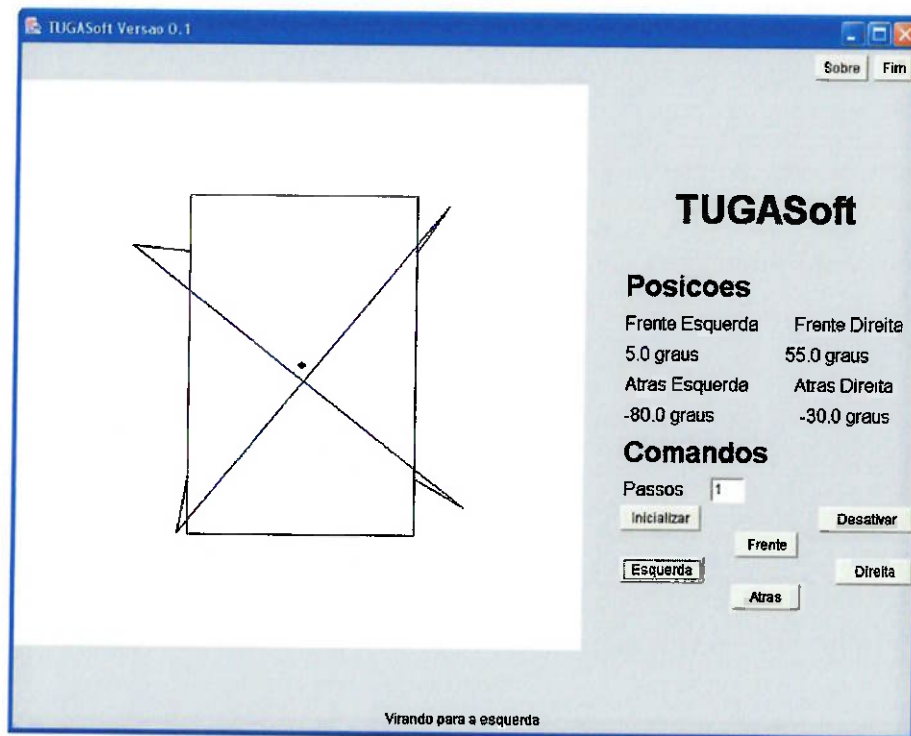 TUGASoft Versao 0.1
Sobre Fim
TUGASoft
Posicoes
Frente Esquerda Frente Direita
5.0 graus 55.0 graus
Atras Esquerda Atras Direita
-80.0 graus -30.0 graus
Comandos
Passos 1
Inicializar Desativar
Frente
Esquerda Direita
Atras
Virando para a esquerda